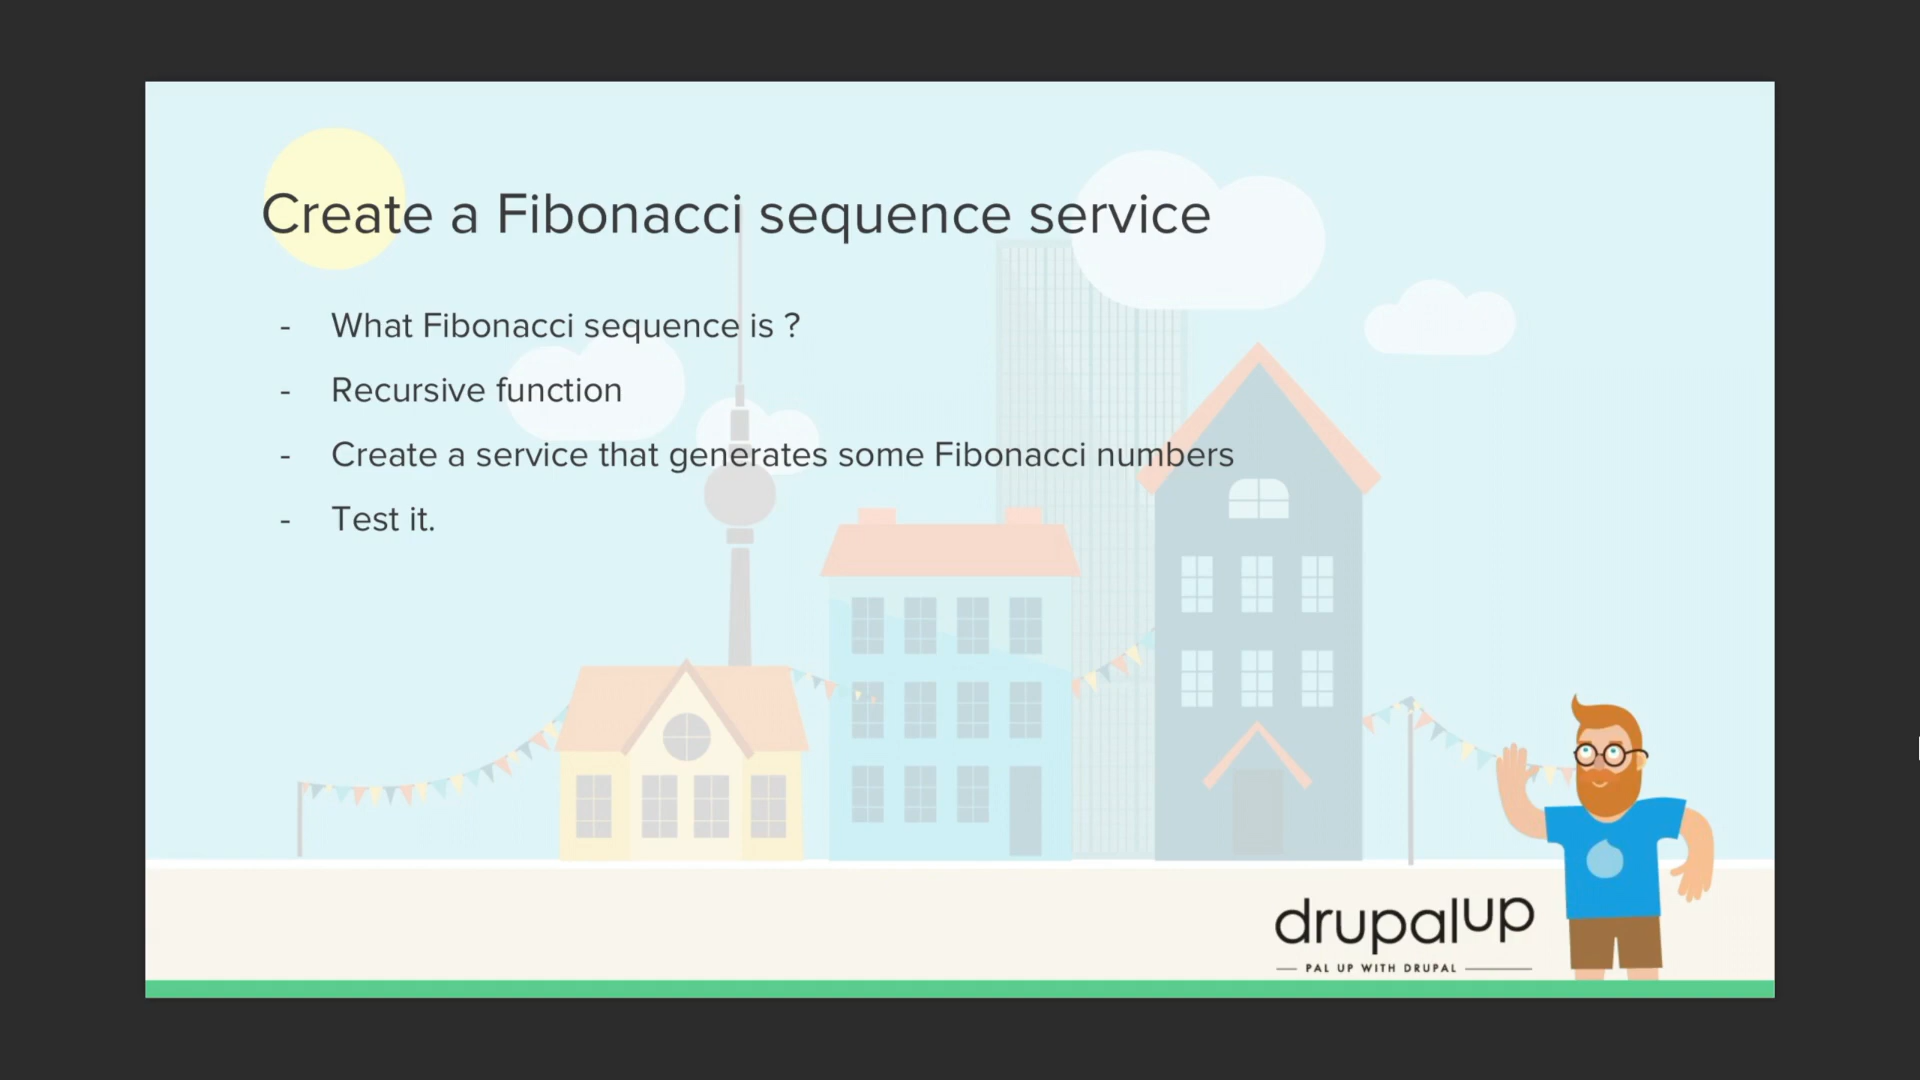 Create a Fibonacci sequence service
- What Fibonacci sequence is ?
- Recursive function
- Create a service that generates some Fibonacci numbers
- Test it.
drupalup
PAL UP WITH DRUPAL